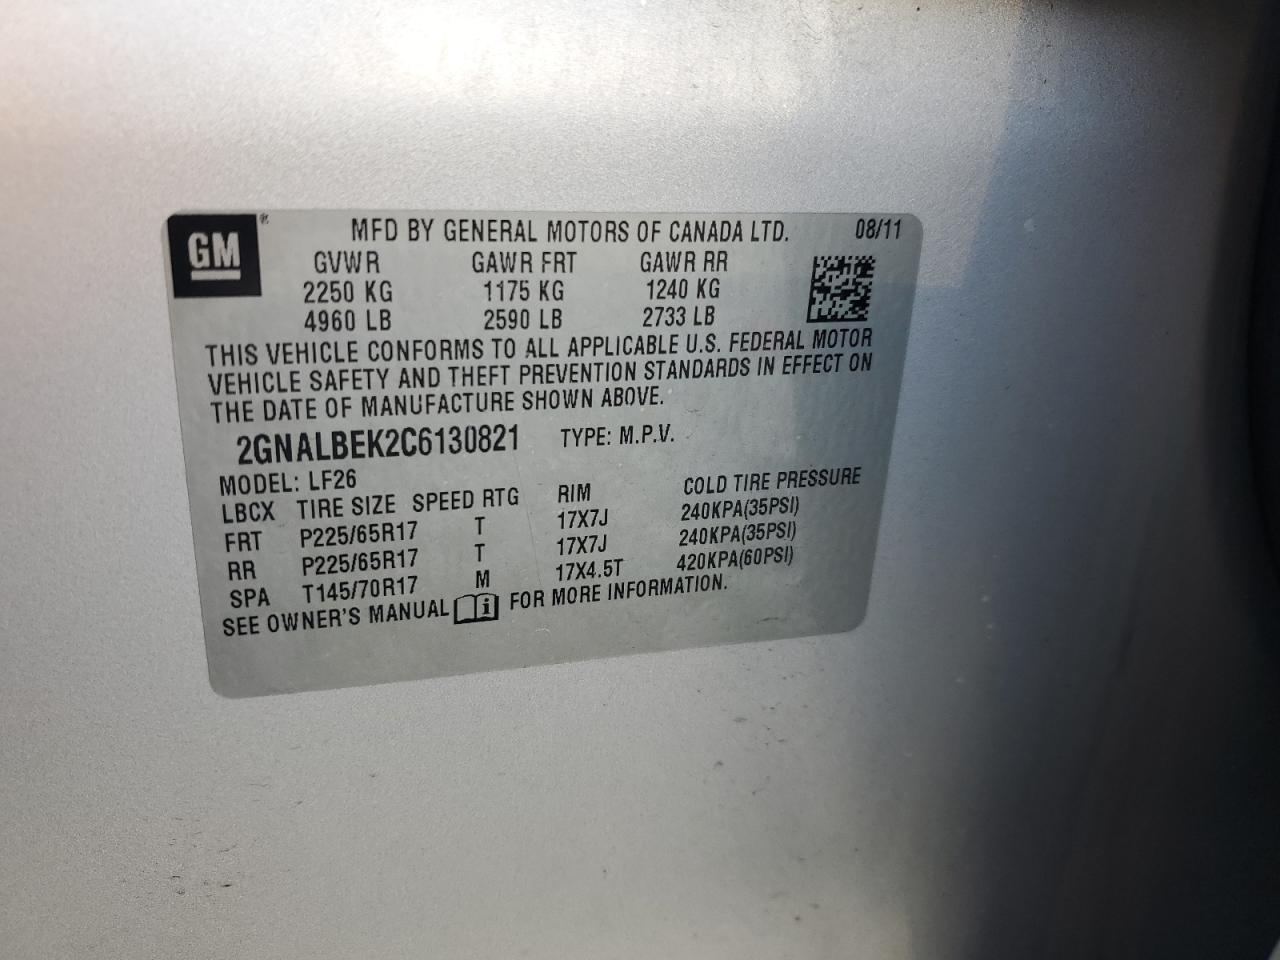 GM® MFD BY GENERAL MOTORS OF CANADA LTD. 08/11
GVWR GAWR FRT GAWR RR
2250 KG 1175 KG 1240 KG
4960 LB 2590 LB 2733 LB
THIS VEHICLE CONFORMS TO ALL APPLICABLE U.S. FEDERAL MOTOR
VEHICLE SAFETY AND THEFT PREVENTION STANDARDS IN EFFECT ON
THE DATE OF MANUFACTURE SHOWN ABOVE.
2GNALBEK2C6130821 TYPE: M.P.V.
MODEL: LF26
LBCX TIRE SIZE SPEED RTG RIM COLD TIRE PRESSURE
FRT P225/65R17 T 17X7J 240KPA(35PSI)
RR P225/65R17 T 17X7J 240KPA(35PSI)
SPA T145/70R17 M 17X4.5T 420KPA(60PSI)
SEE OWNER'S MANUAL i FOR MORE INFORMATION.